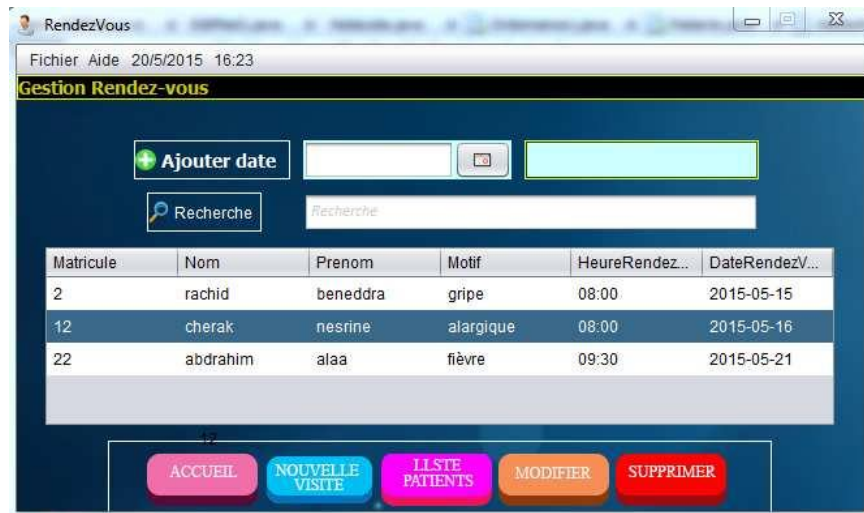 RendezVous
Fichier Aide 20/5/2015 16:23
Gestion Rendez-vous
Ajouter date
Recherche Recherche
Matricule Nom Prenom Motif HeureRendez... DateRendezV...
2 rachid beneddra gripe 08:00 2015-05-15
12 cherak nesrine alargique 08:00 2015-05-16
22 abdrahim alaa fièvre 09:30 2015-05-21
12
ACCUEIL NOUVELLE VISITE LLSTE PATIENTS MODIFIER SUPPRIMER